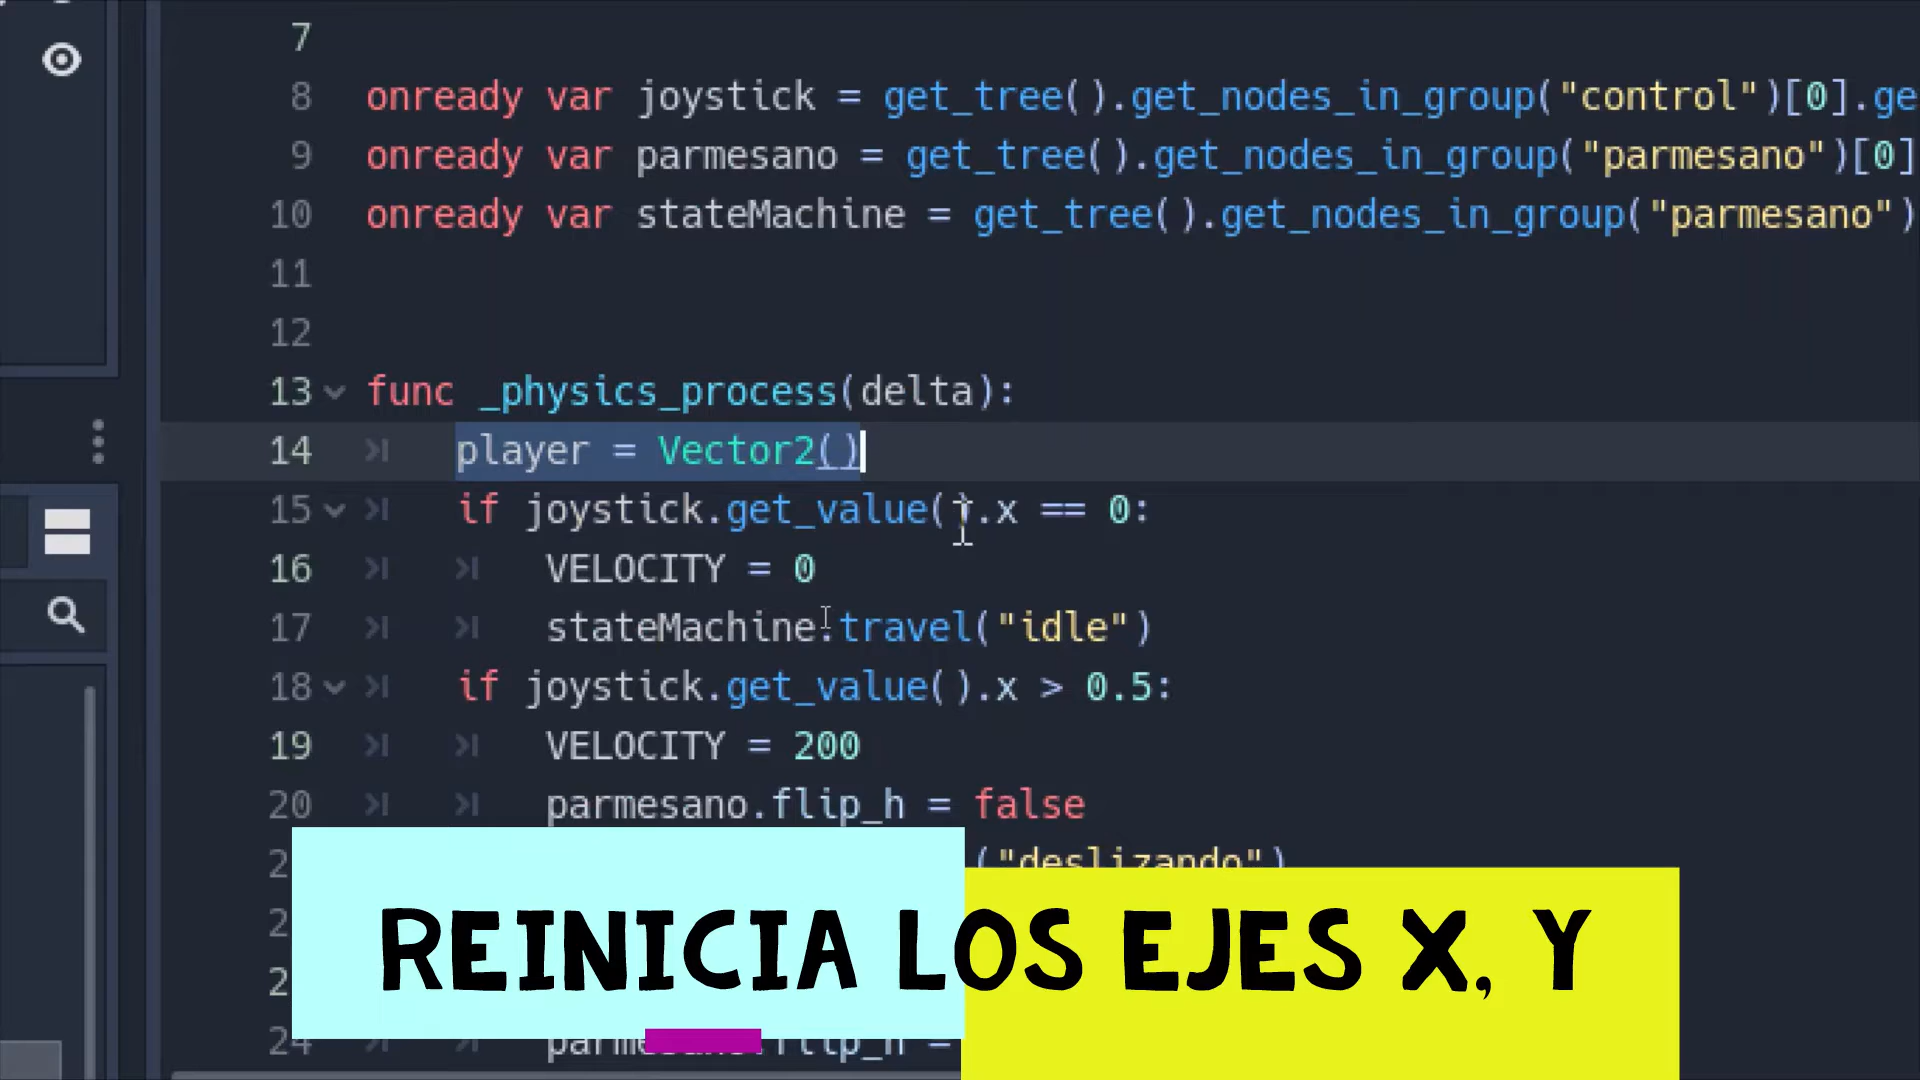 7
8 onready var joystick = get_tree().get_nodes_in_group("control")[0].ge
9 onready var parmesano = get_tree().get_nodes_in_group("parmesano")[0]
10 onready var stateMachine = get_tree().get_nodes_in_group("parmesano")
11
12
13 func _physics_process(delta):
14 player = Vector2()
15 if joystick.get_value().x == 0:
16 VELOCITY = 0
17 stateMachine.travel("idle")
18 if joystick.get_value().x > 0.5:
19 VELOCITY = 200
20 parmesano.flip_h = false
2 ("deslizando")
2
2
24 flip_h =
REINICIA LOS EJES X, Y